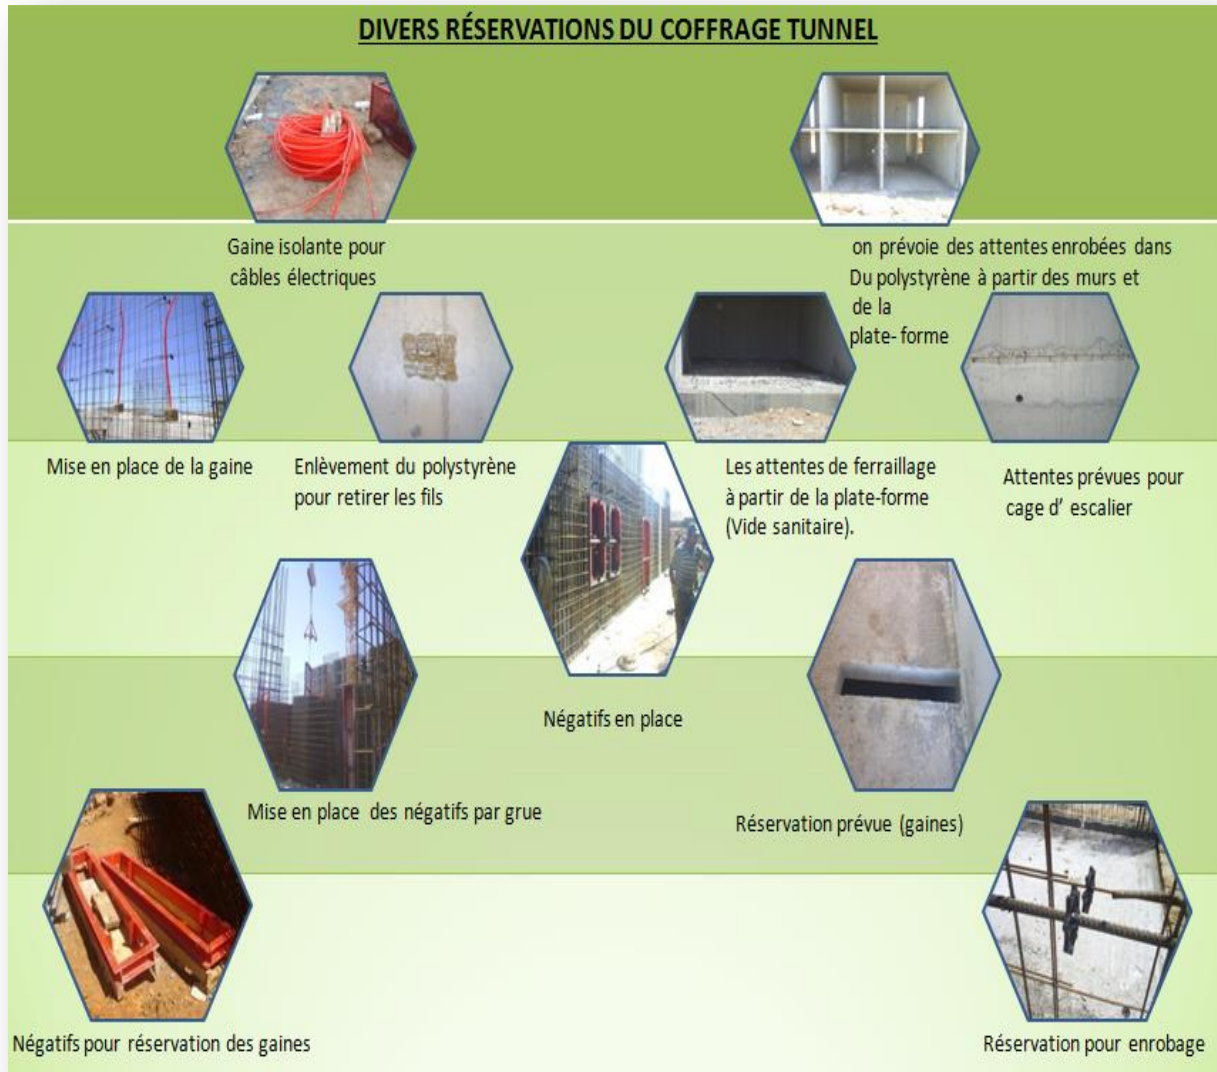 DIVERS RÉSERVATIONS DU COFFRAGE TUNNEL
Gaine isolante pour
câbles électriques
on prévoie des attentes enrobées dans
Du polystyrène à partir des murs et
de la
plate- forme
Mise en place de la gaine
Enlèvement du polystyrène
pour retirer les fils
Les attentes de ferraillage
à partir de la plate-forme
(Vide sanitaire).
Attentes prévues pour
cage d’ escalier
Négatifs en place
Mise en place des négatifs par grue
Réservation prévue (gaines)
Négatifs pour réservation des gaines
Réservation pour enrobage